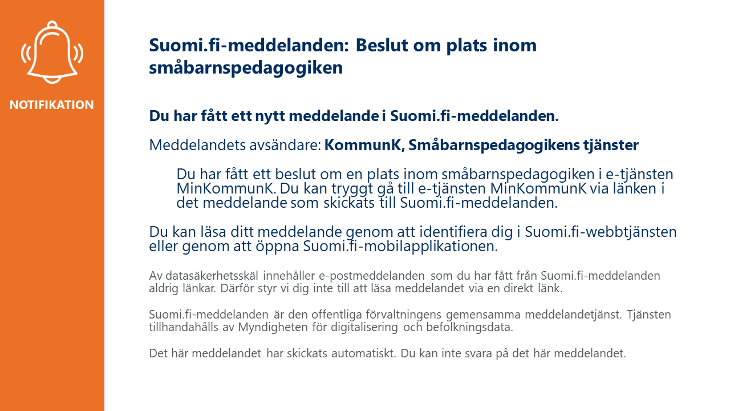 NOTIFIKATION
Suomi.fi-meddelanden: Beslut om plats inom
småbarnspedagogiken
Du har fått ett nytt meddelande i Suomi.fi-meddelanden.
Meddelandets avsändare: KommunK, Småbarnspedagogikens tjänster
Du har fått ett beslut om en plats inom småbarnspedagogiken i e-tjänsten
MinKommunK. Du kan tryggt gå till e-tjänsten MinKommunK via länken i
det meddelande som skickats till Suomi.fi-meddelanden.
Du kan läsa ditt meddelande genom att identifiera dig i Suomi.fi-webbtjänsten
eller genom att öppna Suomi.fi-mobilapplikationen.
Av datasäkerhetsskäl innehåller e-postmeddelanden som du har fått från Suomi.fi-meddelanden
aldrig länkar. Därför styr vi dig inte till att läsa meddelandet via en direkt länk.
Suomi.fi-meddelanden är den offentliga förvaltningens gemensamma meddelandetjänst. Tjänsten
tillhandahålls av Myndigheten för digitalisering och befolkningsdata.
Det här meddelandet har skickats automatiskt. Du kan inte svara på det här meddelandet.